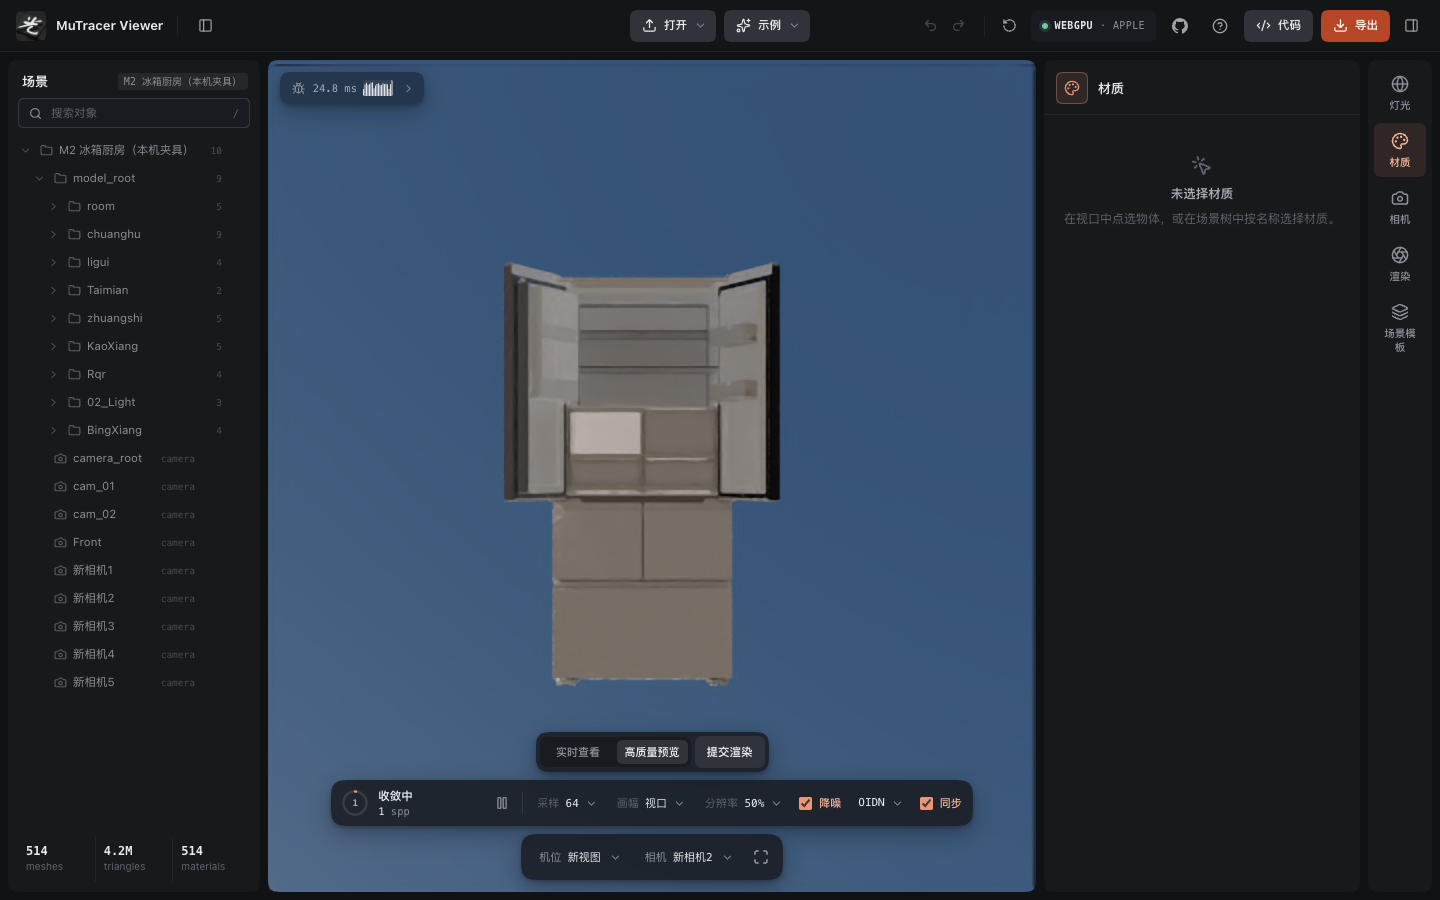 MuTracer Viewer
打开
示例
WEBGPU · APPLE
代码
导出
场景
M2 冰箱厨房（本机夹具）
搜索对象
/
M2 冰箱厨房（本机夹具） 10
model_root 9
room 5
chuanghu 9
ligui 4
Taimian 2
zhuangshi 5
KaoXiang 5
Rqr 4
02_Light 3
BingXiang 4
camera_root camera
cam_01 camera
cam_02 camera
Front camera
新相机1 camera
新相机2 camera
新相机3 camera
新相机4 camera
新相机5 camera
514
meshes
4.2M
triangles
514
materials
24.8 ms
实时查看
高质量预览
提交渲染
1
收敛中
1 spp
采样 64
画幅 视口
分辨率 50%
降噪
OIDN
同步
机位 新视图
相机 新相机2
材质
未选择材质
在视口中点选物体，或在场景树中按名称选择材质。
灯光
材质
相机
渲染
场景模
板